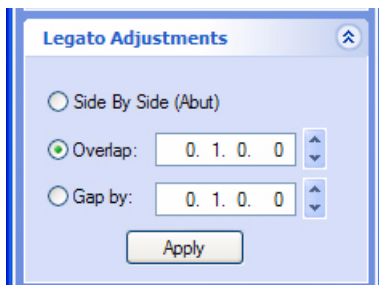 Legato Adjustments
Side By Side (Abut)
Overlap: 0. 1. 0. 0
Gap by: 0. 1. 0. 0
Apply